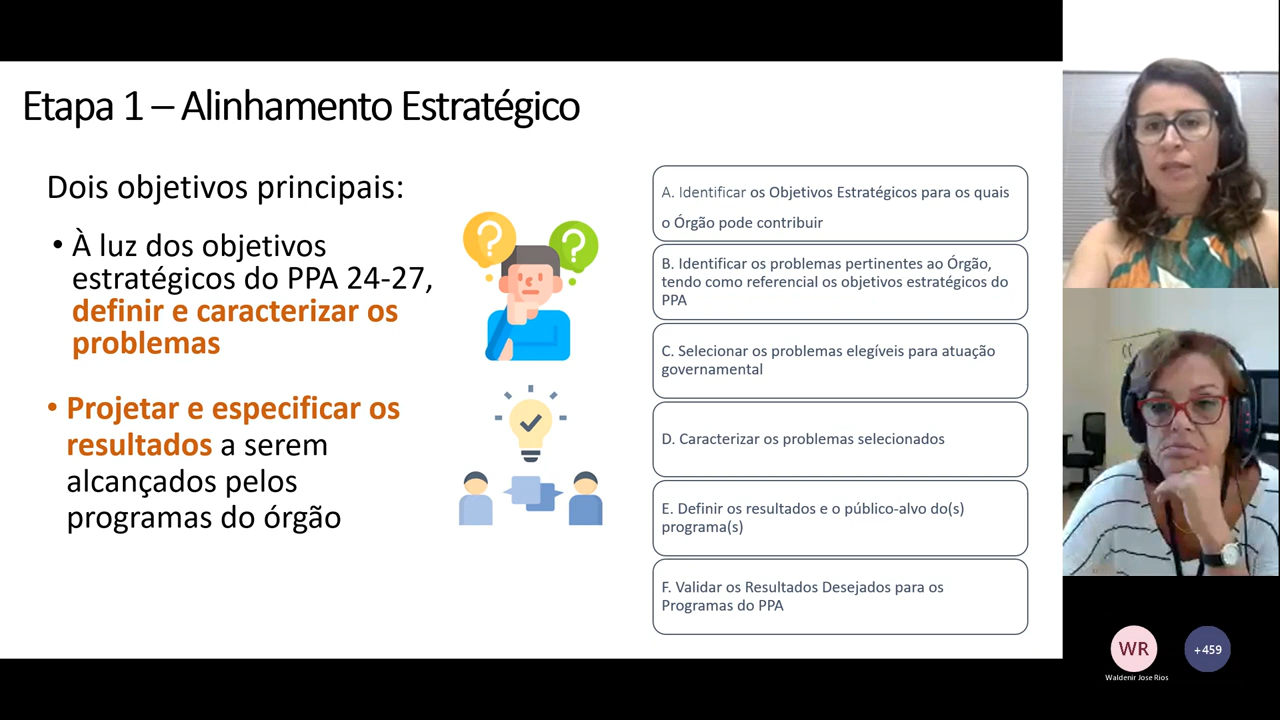 Etapa 1 – Alinhamento Estratégico
Dois objetivos principais:
• À luz dos objetivos
estratégicos do PPA 24-27,
definir e caracterizar os
problemas
• Projetar e especificar os
resultados a serem
alcançados pelos
programas do órgão
A. Identificar os Objetivos Estratégicos para os quais
o Órgão pode contribuir
B. Identificar os problemas pertinentes ao Órgão,
tendo como referencial os objetivos estratégicos do
PPA
C. Selecionar os problemas elegíveis para atuação
governamental
D. Caracterizar os problemas selecionados
E. Definir os resultados e o público-alvo do(s)
programa(s)
F. Validar os Resultados Desejados para os
Programas do PPA
WR
+459
Waldenir Jose Rios